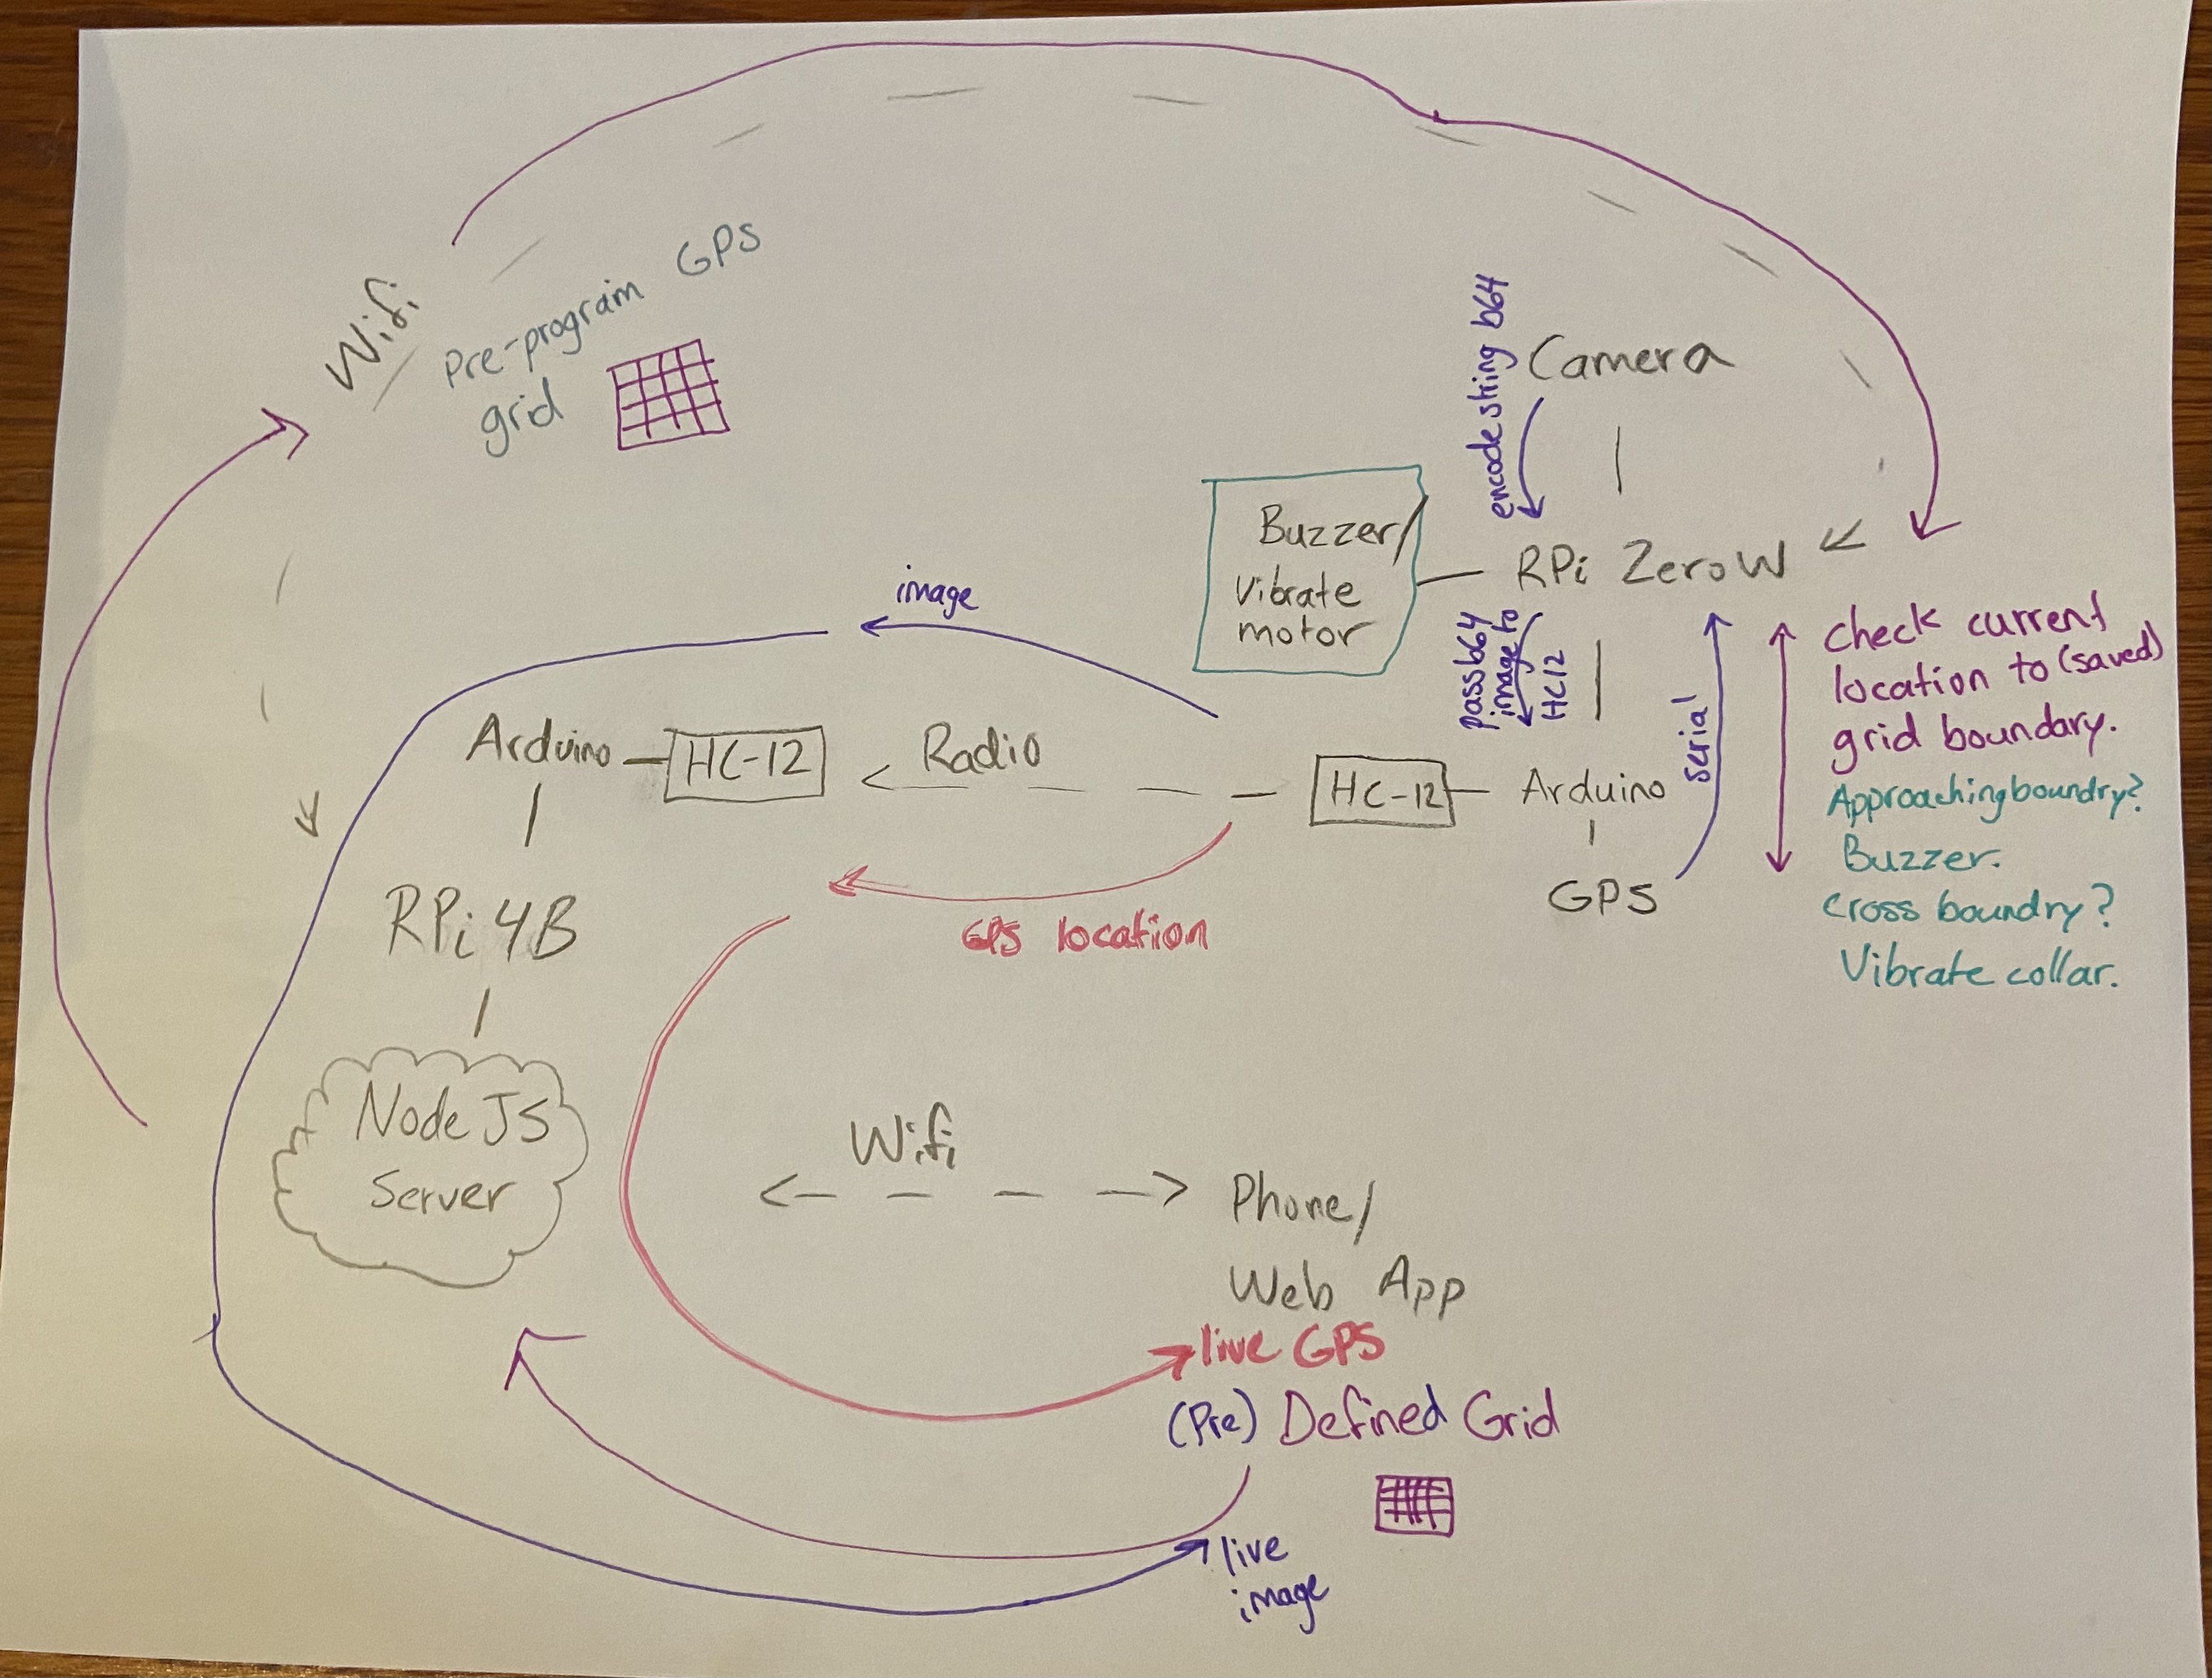 Wifi
Pre-program GPS
grid
encode string b64
Camera
Buzzer/
Vibrate
motor
RPi Zero W
image
pass b64
image to
HC12
serial
check current
location to (saved)
grid boundary.
Approaching boundry?
Buzzer.
cross boundry?
Vibrate collar.
Arduino
HC-12
Radio
HC-12
Arduino
GPS
GPS location
RPi 4B
Node JS
Server
Wifi
Phone/
Web App
live GPS
(Pre) Defined Grid
live
image